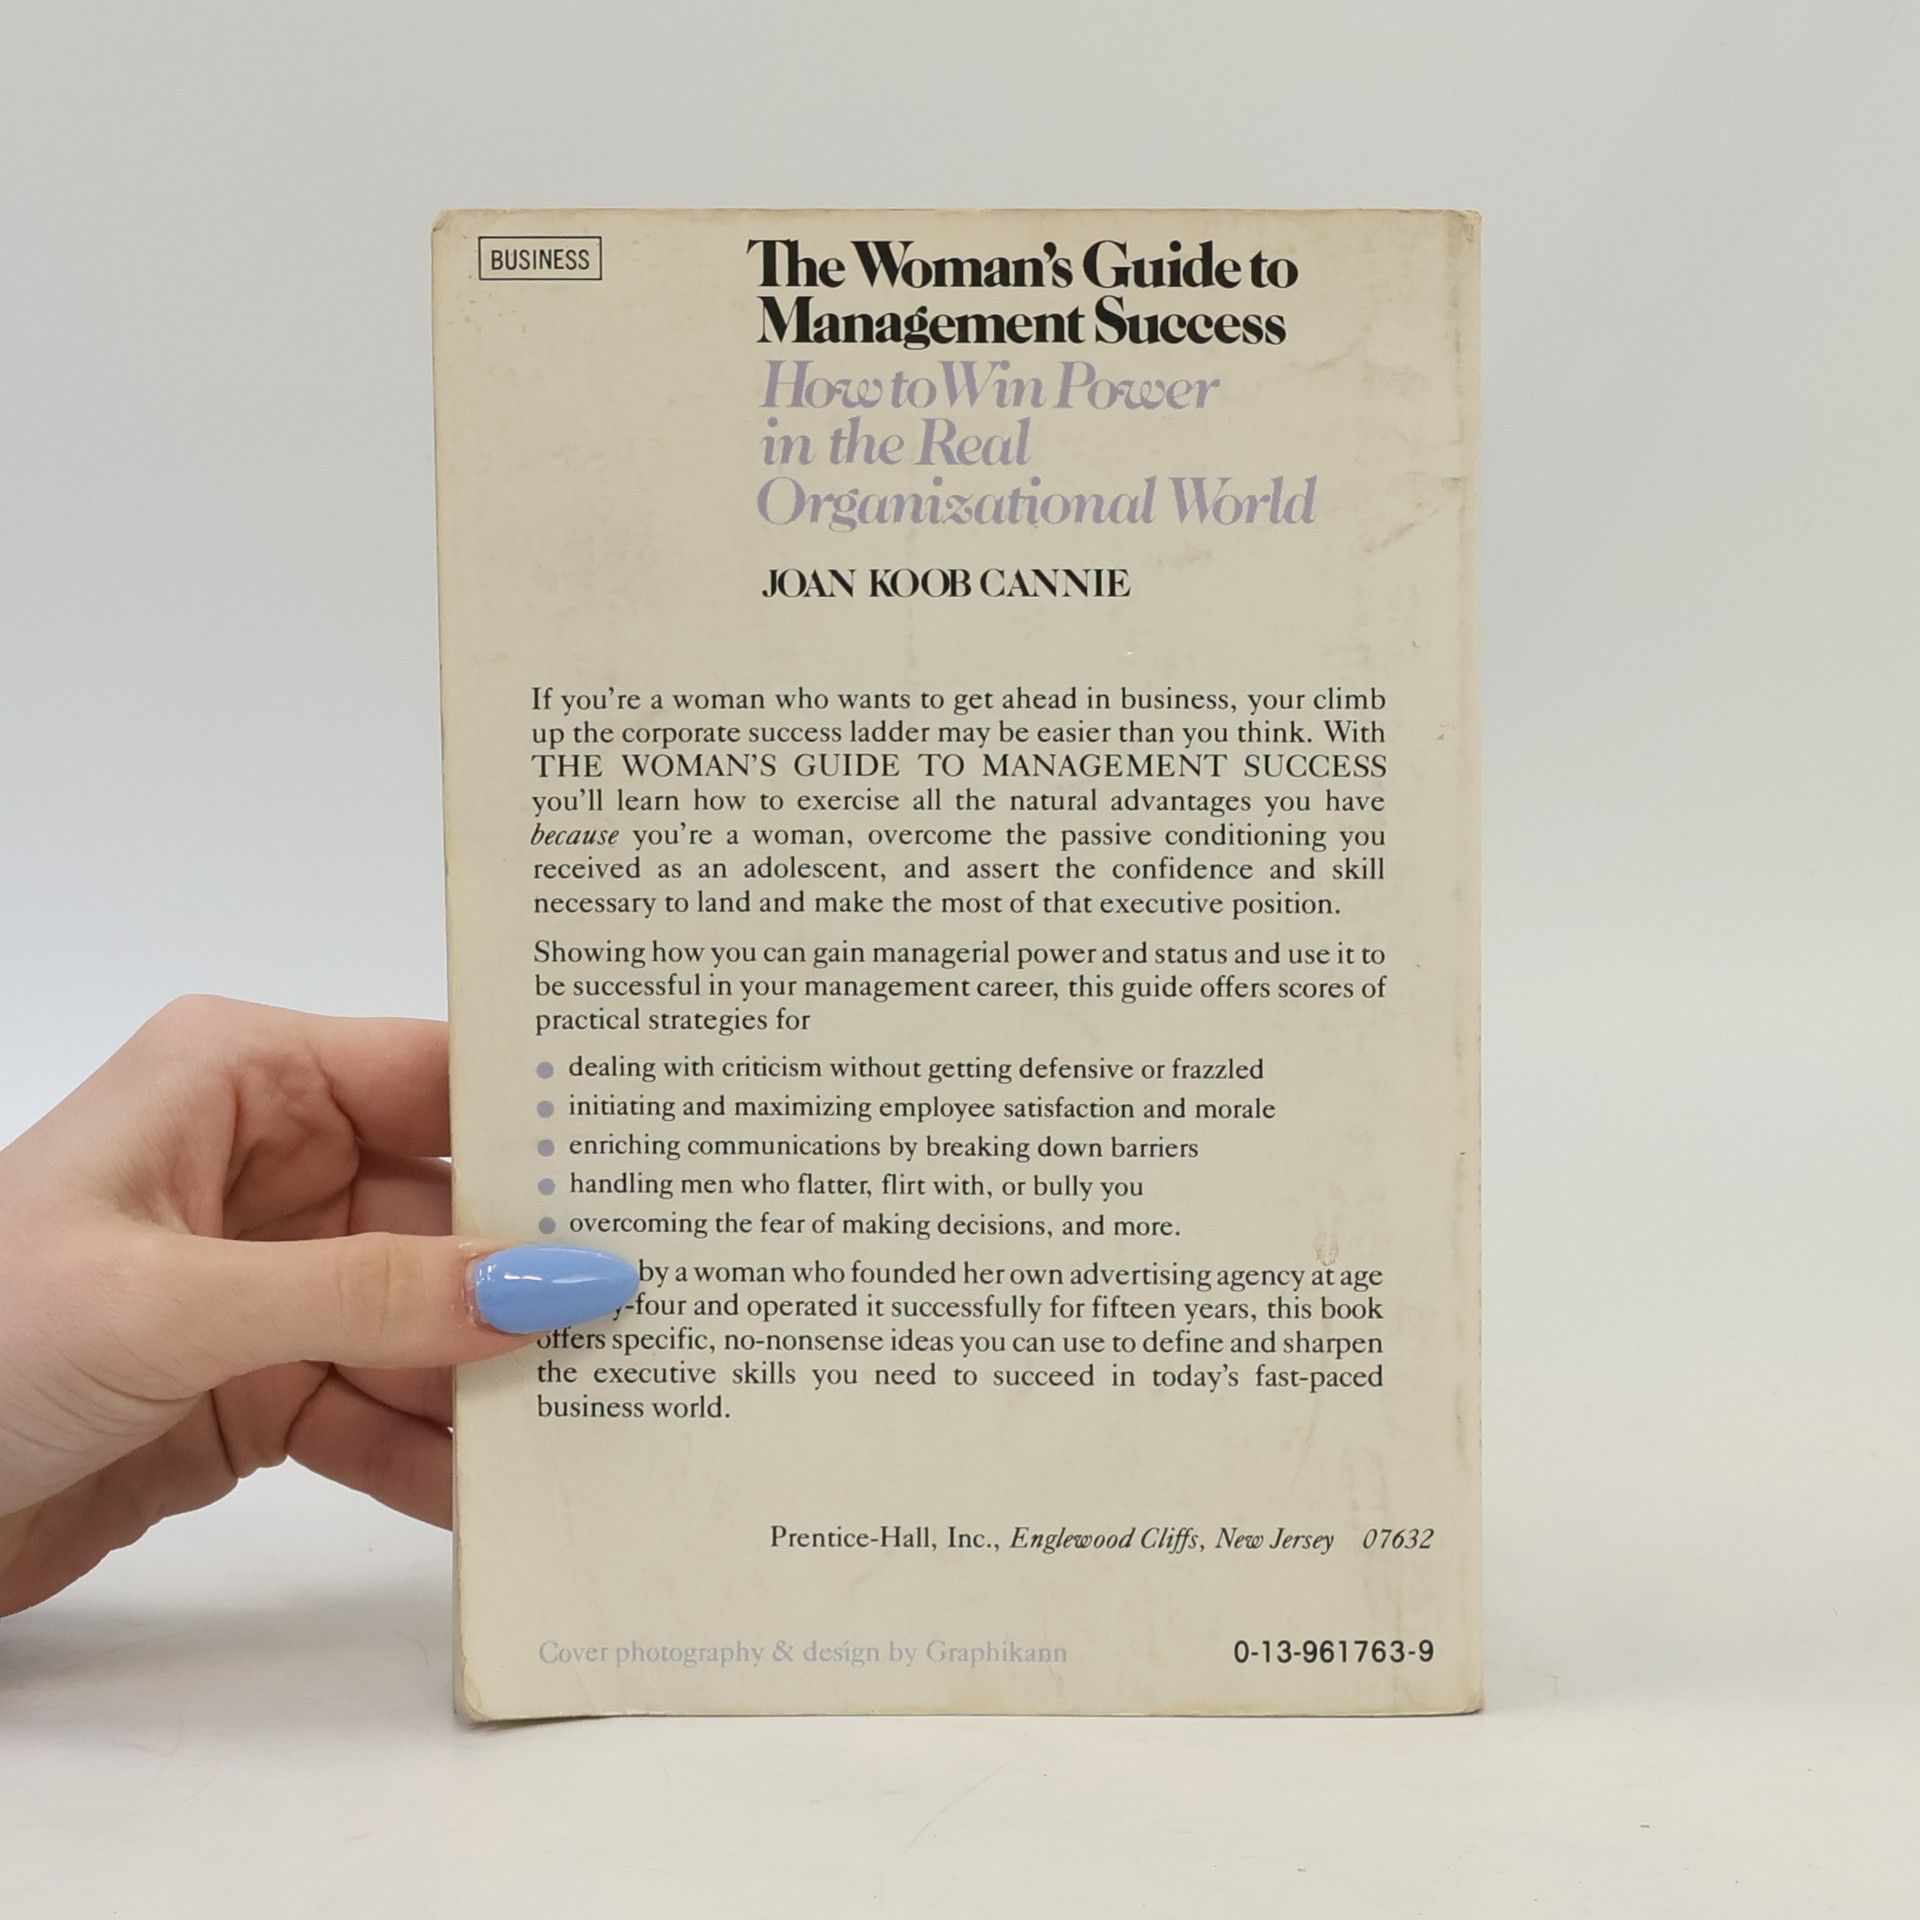 BUSINESS
The Woman's Guide to
Management Success
How to Win Power
in the Real
Organizational World
JOAN KOOB CANNIE
If you're a woman who wants to get ahead in business, your climb
up the corporate success ladder may be easier than you think. With
THE WOMAN'S GUIDE TO MANAGEMENT SUCCESS
you'll learn how to exercise all the natural advantages you have
because you're a woman, overcome the passive conditioning you
received as an adolescent, and assert the confidence and skill
necessary to land and make the most of that executive position.
Showing how you can gain managerial power and status and use it to
be successful in your management career, this guide offers scores of
practical strategies for
● dealing with criticism without getting defensive or frazzled
● initiating and maximizing employee satisfaction and morale
● enriching communications by breaking down barriers
● handling men who flatter, flirt with, or bully you
● overcoming the fear of making decisions, and more.
by a woman who founded her own advertising agency at age
-four and operated it successfully for fifteen years, this book
offers specific, no-nonsense ideas you can use to define and sharpen
the executive skills you need to succeed in today's fast-paced
business world.
Prentice-Hall, Inc., Englewood Cliffs, New Jersey 07632
Cover photography & design by Graphikann
0-13-961763-9